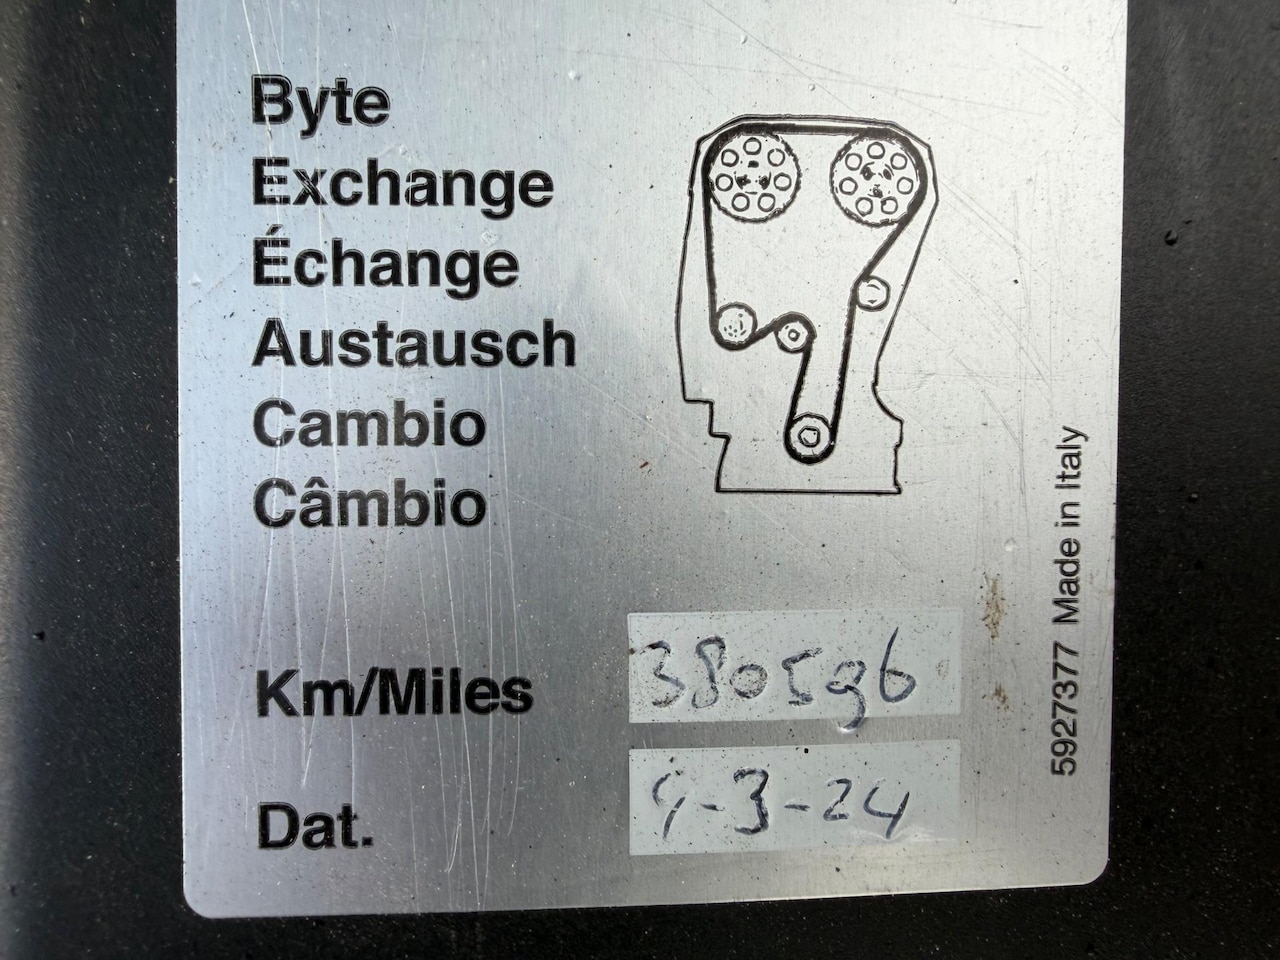 Byte
Exchange
Échange
Austausch
Cambio
Câmbio
Km/Miles 380596
Dat. 9-3-24
5927377 Made in Italy